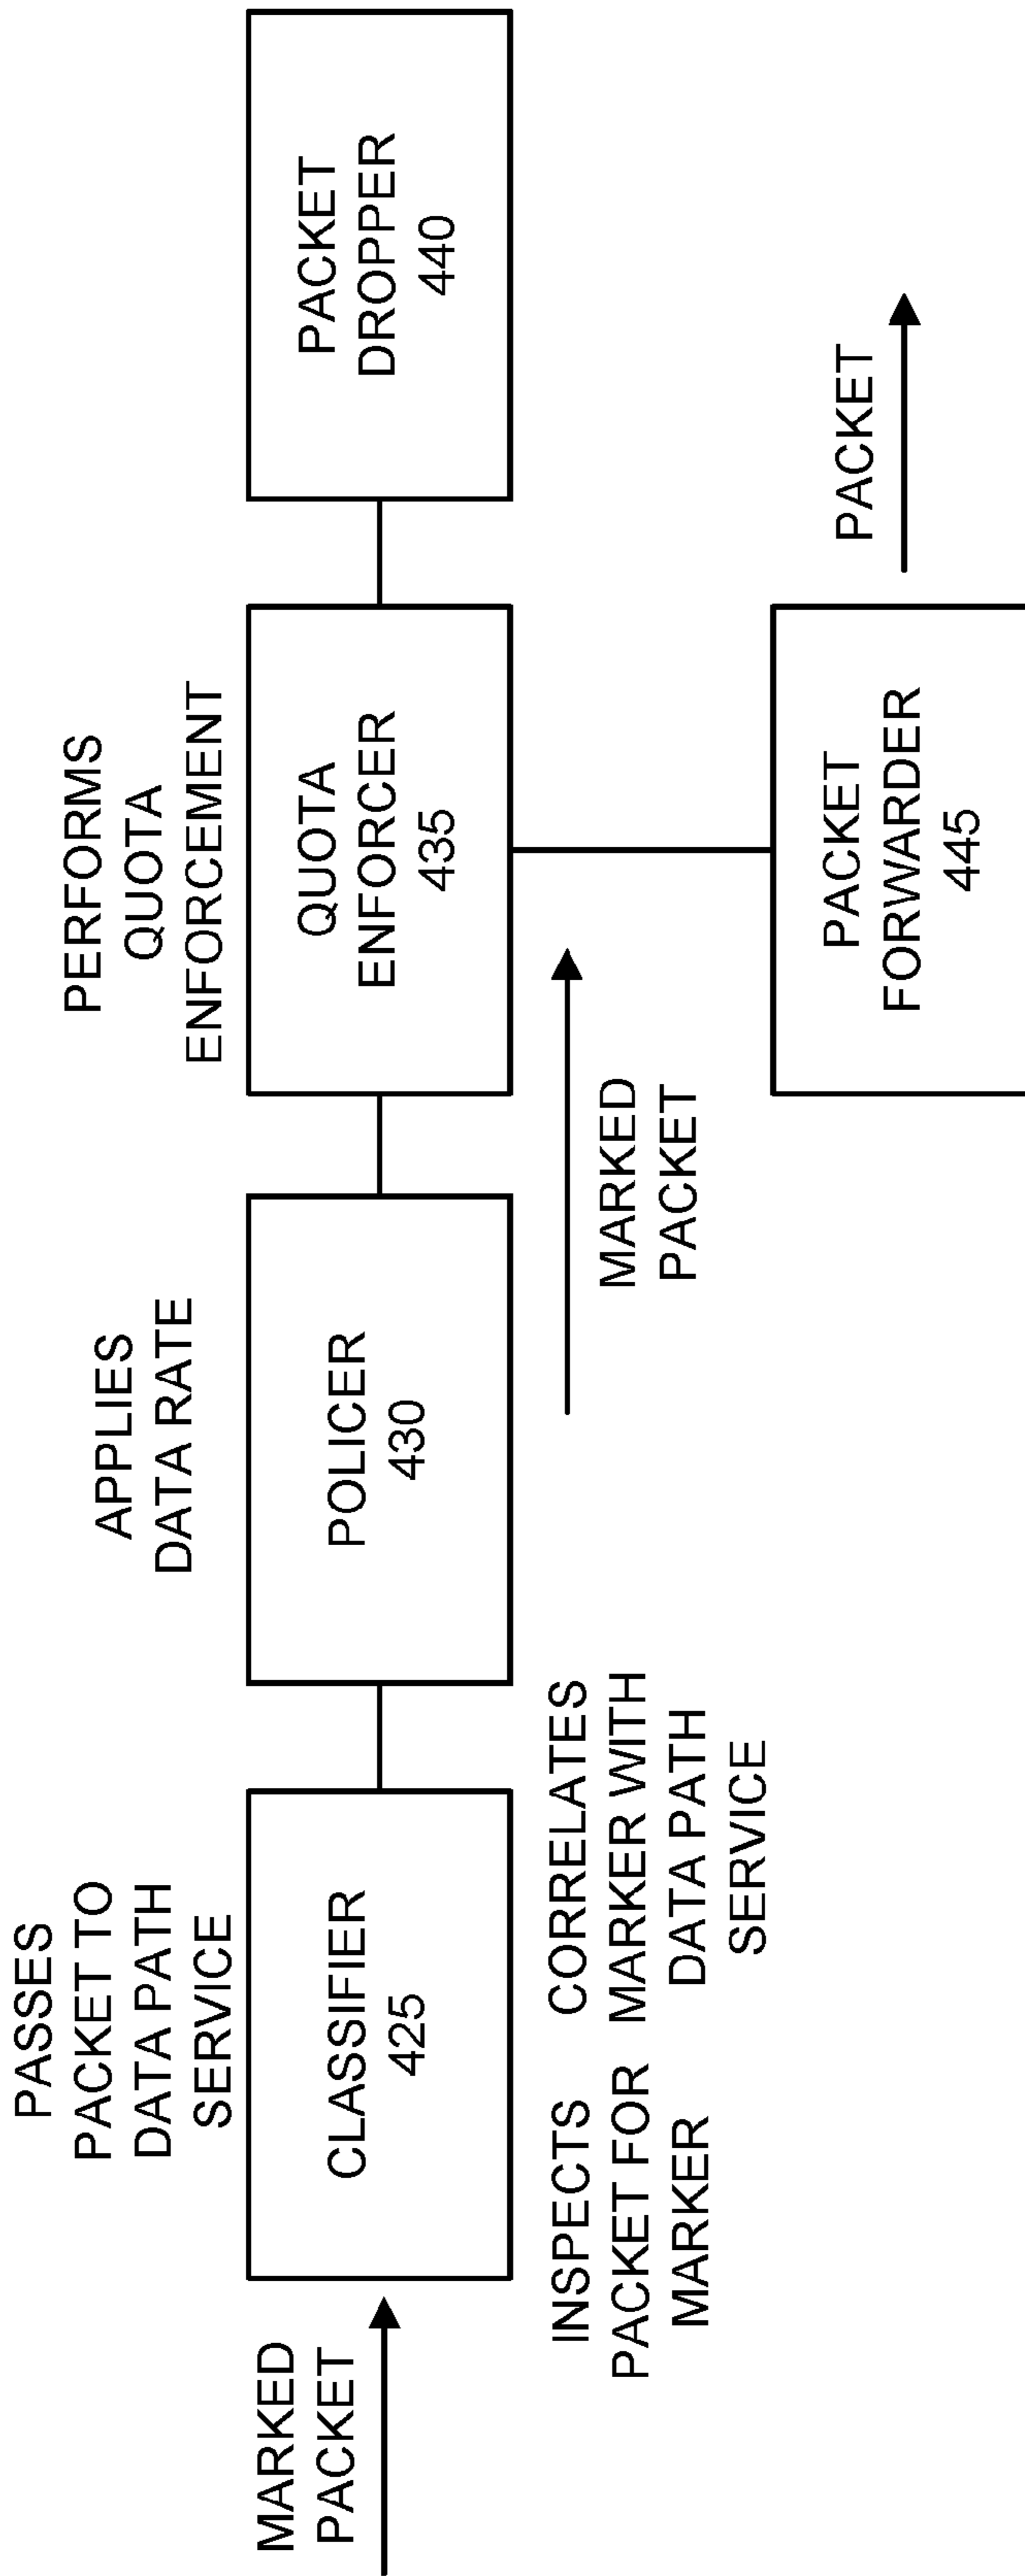 PASSES
PACKET TO
DATA PATH
SERVICE
APPLIES
DATA RATE
PERFORMS
QUOTA
ENFORCEMENT
MARKED
PACKET
CLASSIFIER
425
POLICER
430
QUOTA
ENFORCER
435
PACKET
DROPPER
440
INSPECTS
PACKET FOR
MARKER
CORRELATES
MARKER WITH
DATA PATH
SERVICE
MARKED
PACKET
PACKET
FORWARDER
445
PACKET